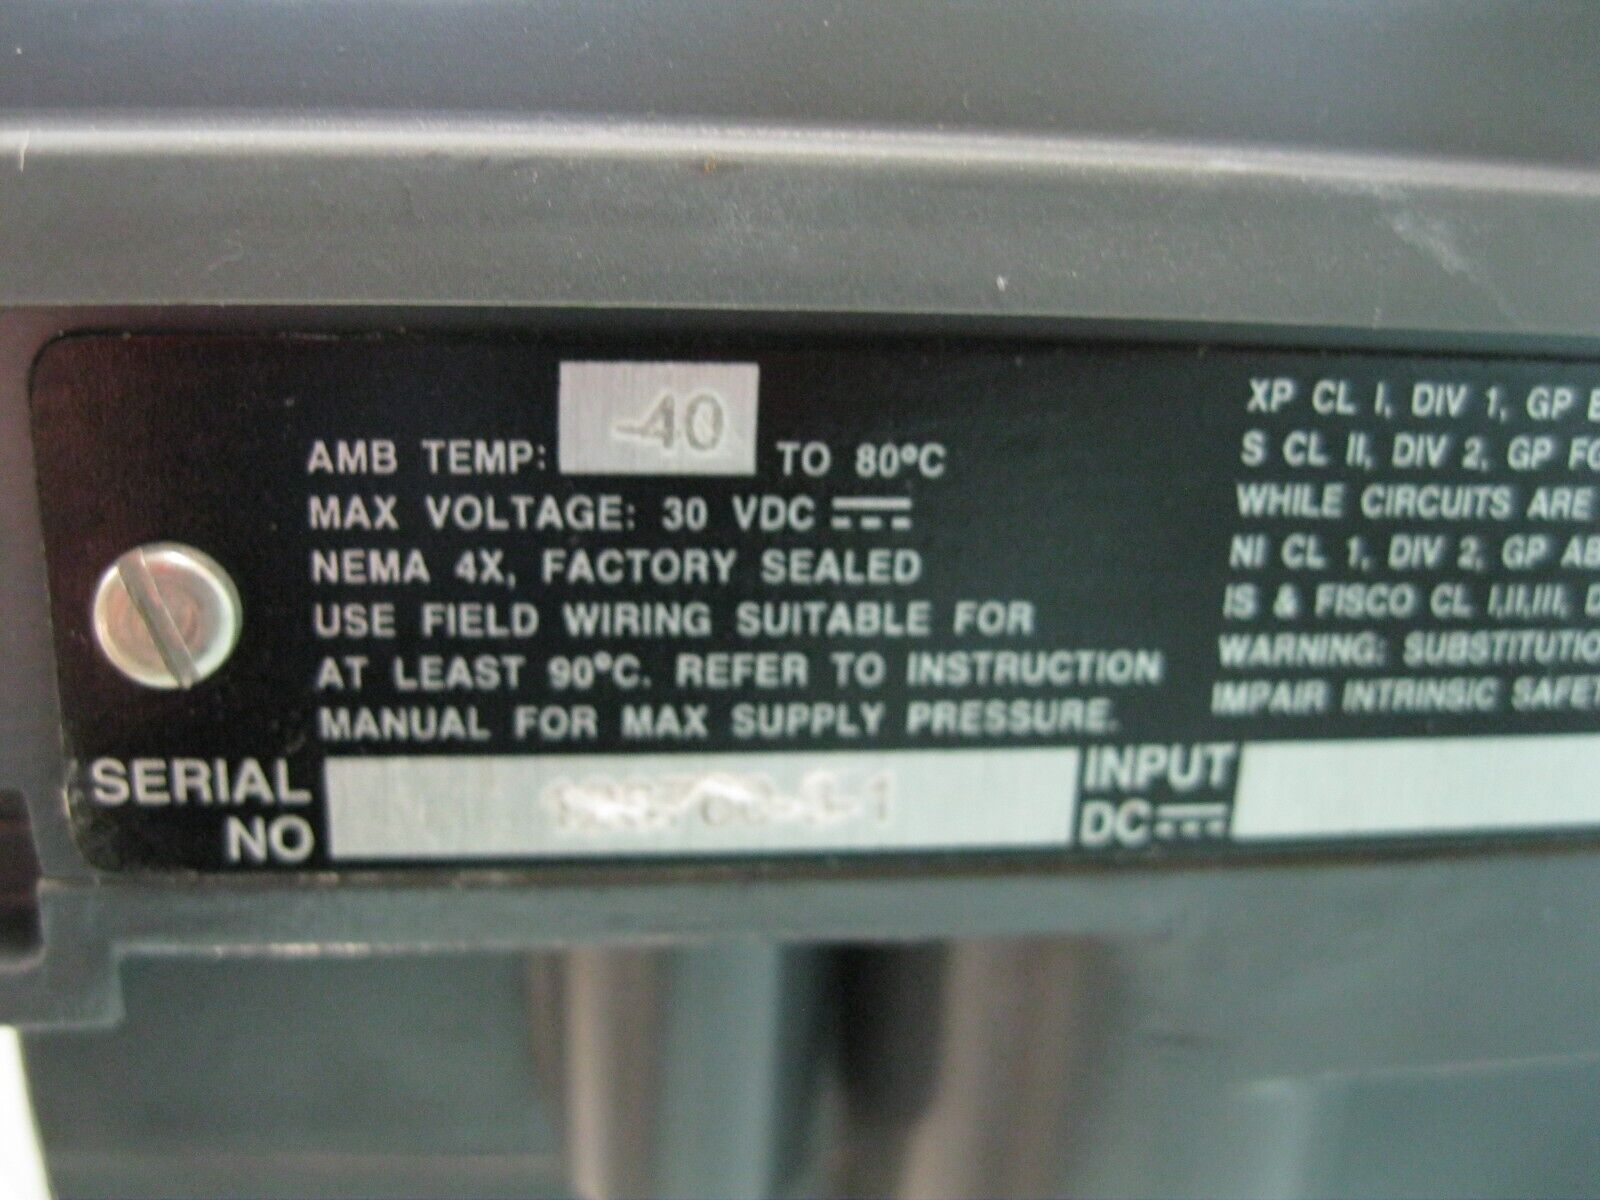 AMB TEMP: -40 TO 80°C
MAX VOLTAGE: 30 VDC
NEMA 4X, FACTORY SEALED
USE FIELD WIRING SUITABLE FOR
AT LEAST 90°C. REFER TO INSTRUCTION
MANUAL FOR MAX SUPPLY PRESSURE.
SERIAL
NO
INPUT
DC
XP CL I, DIV 1, GP
S CL II, DIV 2, GP
WHILE CIRCUITS ARE
NI CL 1, DIV 2, GP
IS & FISCO CL I,II,III,
WARNING: SUBSTITUTIO
IMPAIR INTRINSIC SAFET